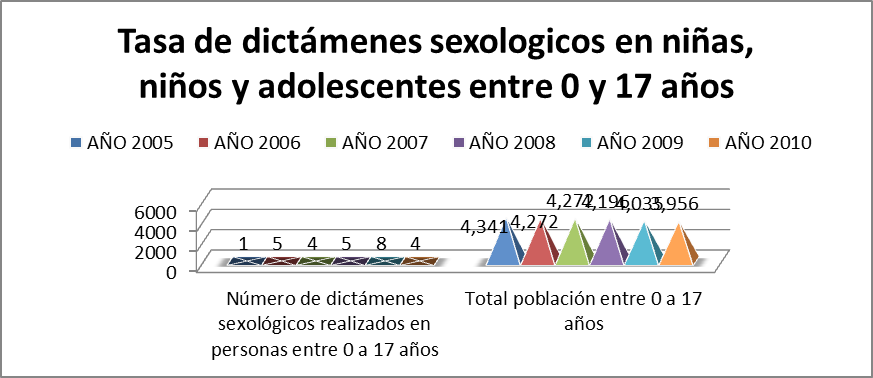 Tasa de dictámenes sexologicos en niñas,
niños y adolescentes entre 0 y 17 años
AÑO 2005 AÑO 2006 AÑO 2007 AÑO 2008 AÑO 2009 AÑO 2010
6000
4000
2000
0
1 5 4 5 8 4
4,341 4,272 4,272 4,196 4,035 3,956
Número de dictámenes
sexológicos realizados en
personas entre 0 a 17 años
Total población entre 0 a 17
años